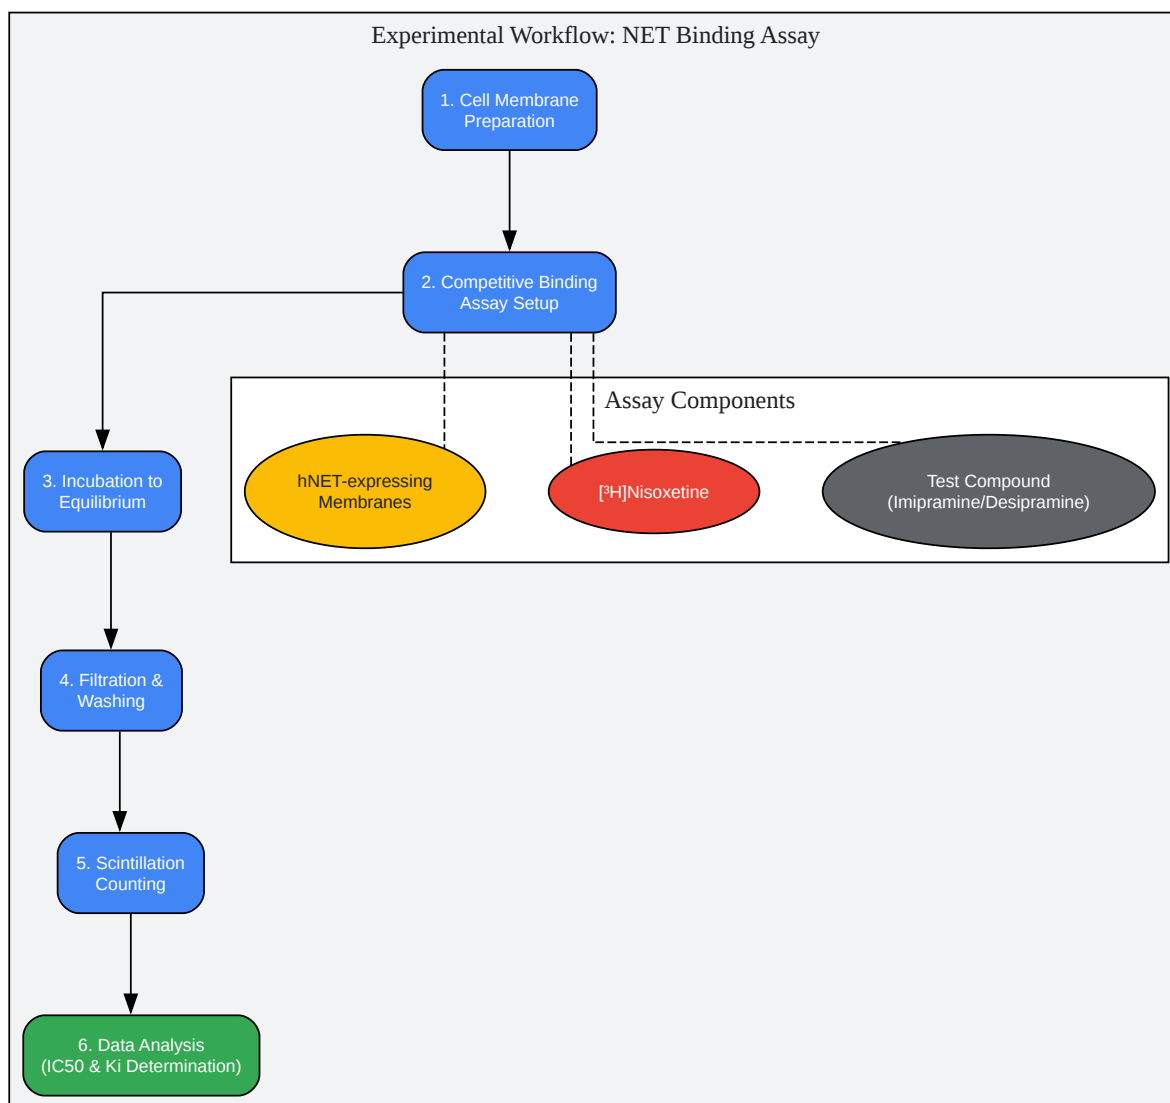 Experimental Workflow: NET Binding Assay
1. Cell Membrane
Preparation
2. Competitive Binding
Assay Setup
Assay Components
hNET-expressing
Membranes
[³H]Nisoxetine
Test Compound
(Imipramine/Desipramine)
3. Incubation to
Equilibrium
4. Filtration &
Washing
5. Scintillation
Counting
6. Data Analysis
(IC50 & Ki Determination)